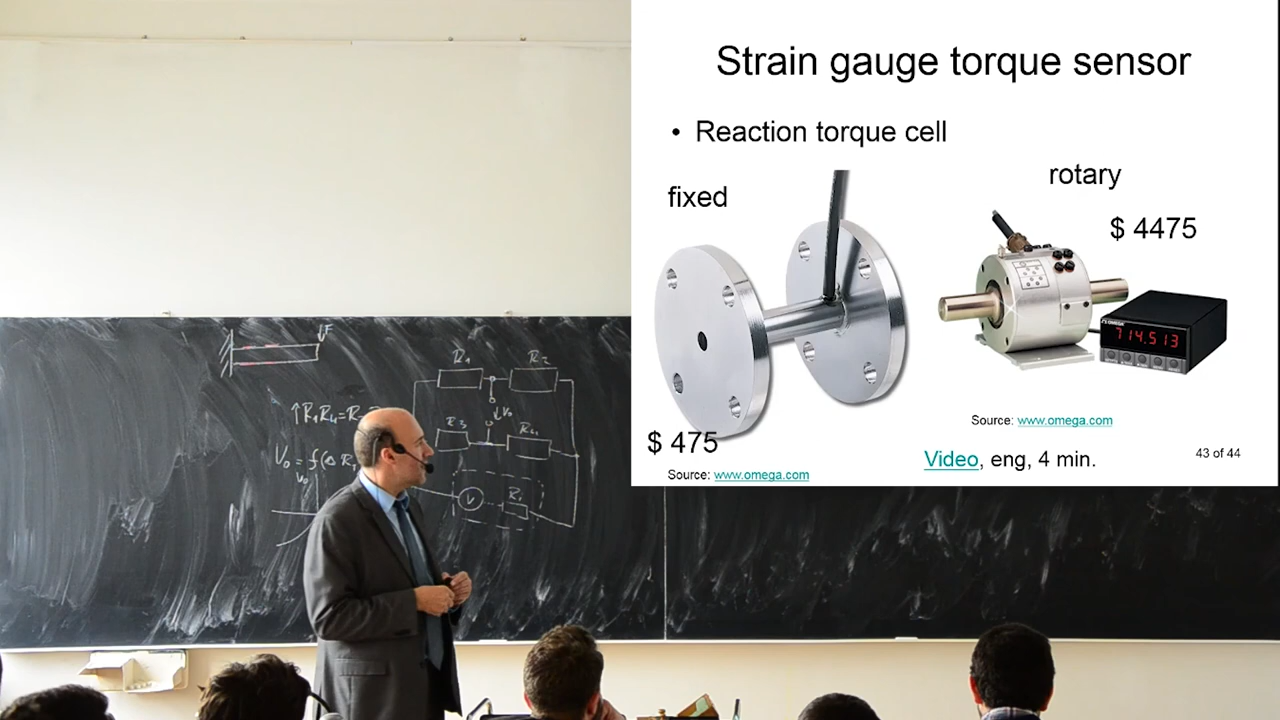 Strain gauge torque sensor
• Reaction torque cell
fixed
rotary
$ 4475
OMEGA
714.513
$ 475
Source: www.omega.com
Source: www.omega.com
Video, eng, 4 min.
43 of 44
F
R1
R2
V0
R3
R4
V